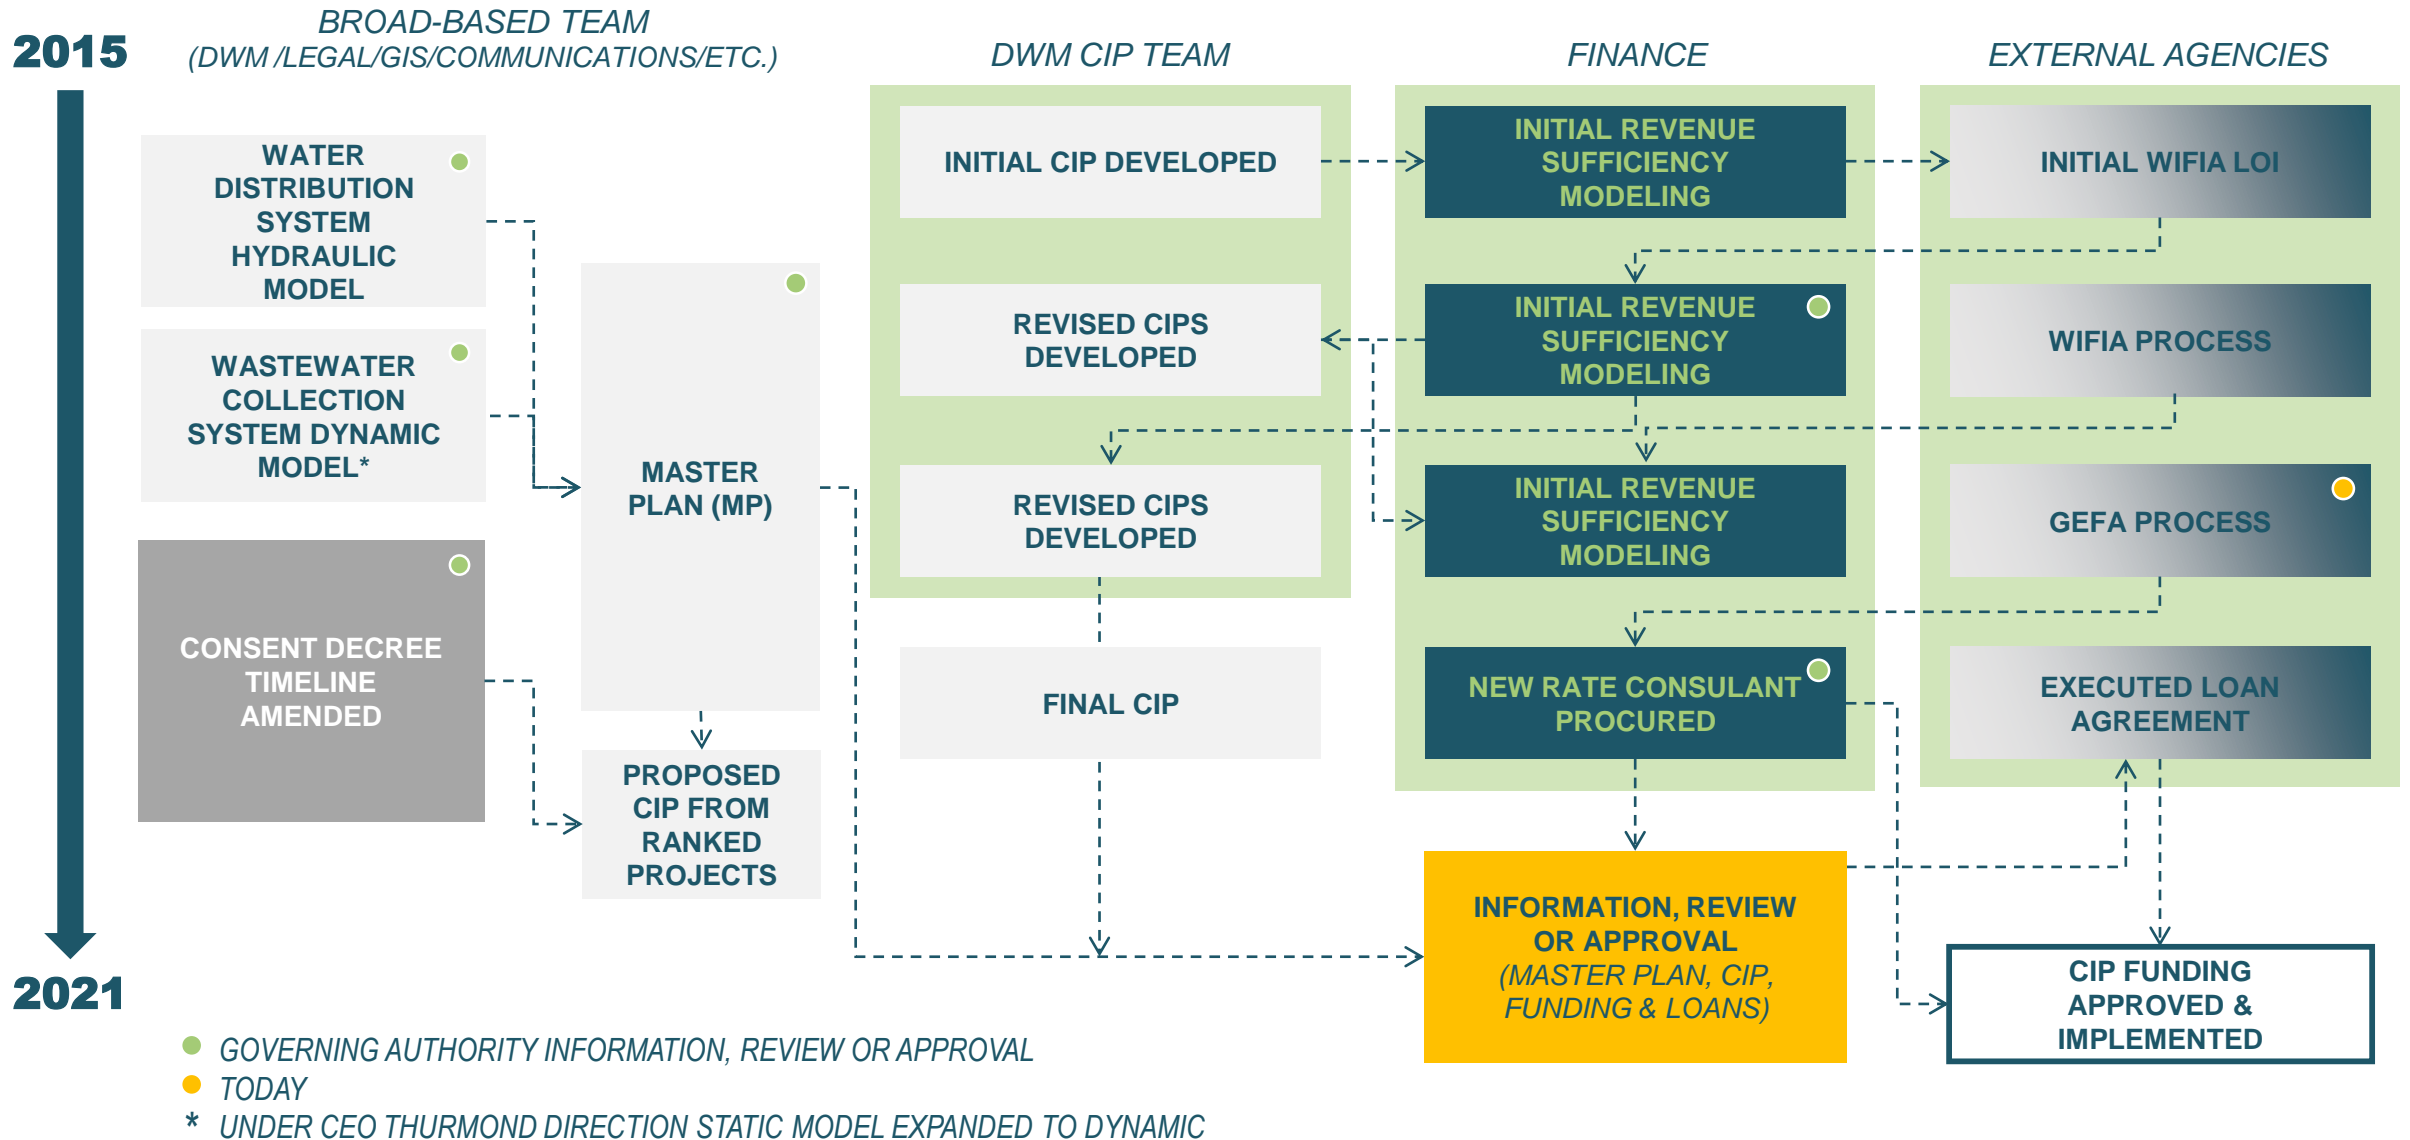 2015
BROAD-BASED TEAM
(DWM /LEGAL/GIS/COMMUNICATIONS/ETC.)
DWM CIP TEAM
FINANCE
EXTERNAL AGENCIES
WATER
DISTRIBUTION
SYSTEM
HYDRAULIC
MODEL
WASTEWATER
COLLECTION
SYSTEM DYNAMIC
MODEL*
CONSENT DECREE
TIMELINE
AMENDED
MASTER
PLAN (MP)
PROPOSED
CIP FROM
RANKED
PROJECTS
INITIAL CIP DEVELOPED
REVISED CIPS
DEVELOPED
REVISED CIPS
DEVELOPED
FINAL CIP
INITIAL REVENUE
SUFFICIENCY
MODELING
INITIAL REVENUE
SUFFICIENCY
MODELING
INITIAL REVENUE
SUFFICIENCY
MODELING
NEW RATE CONSULANT
PROCURED
INFORMATION, REVIEW
OR APPROVAL
(MASTER PLAN, CIP,
FUNDING & LOANS)
INITIAL WIFIA LOI
WIFIA PROCESS
GEFA PROCESS
EXECUTED LOAN
AGREEMENT
CIP FUNDING
APPROVED &
IMPLEMENTED
2021
GOVERNING AUTHORITY INFORMATION, REVIEW OR APPROVAL
TODAY
* UNDER CEO THURMOND DIRECTION STATIC MODEL EXPANDED TO DYNAMIC